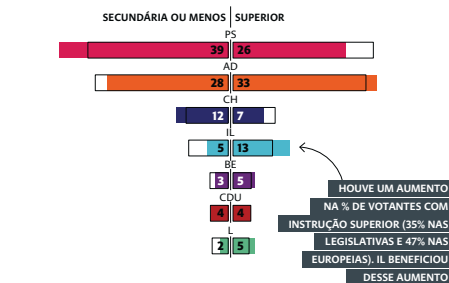 SECUNDÁRIA OU MENOS SUPERIOR
PS
39 26
AD
28 33
CH
12 7
IL
5 13
BE
3 5
CDU
4 4
L
2 5
HOUVE UM AUMENTO
NA % DE VOTANTES COM
INSTRUÇÃO SUPERIOR (35% NAS
LEGISLATIVAS E 47% NAS
EUROPEIAS). IL BENEFICIOU
DESSE AUMENTO